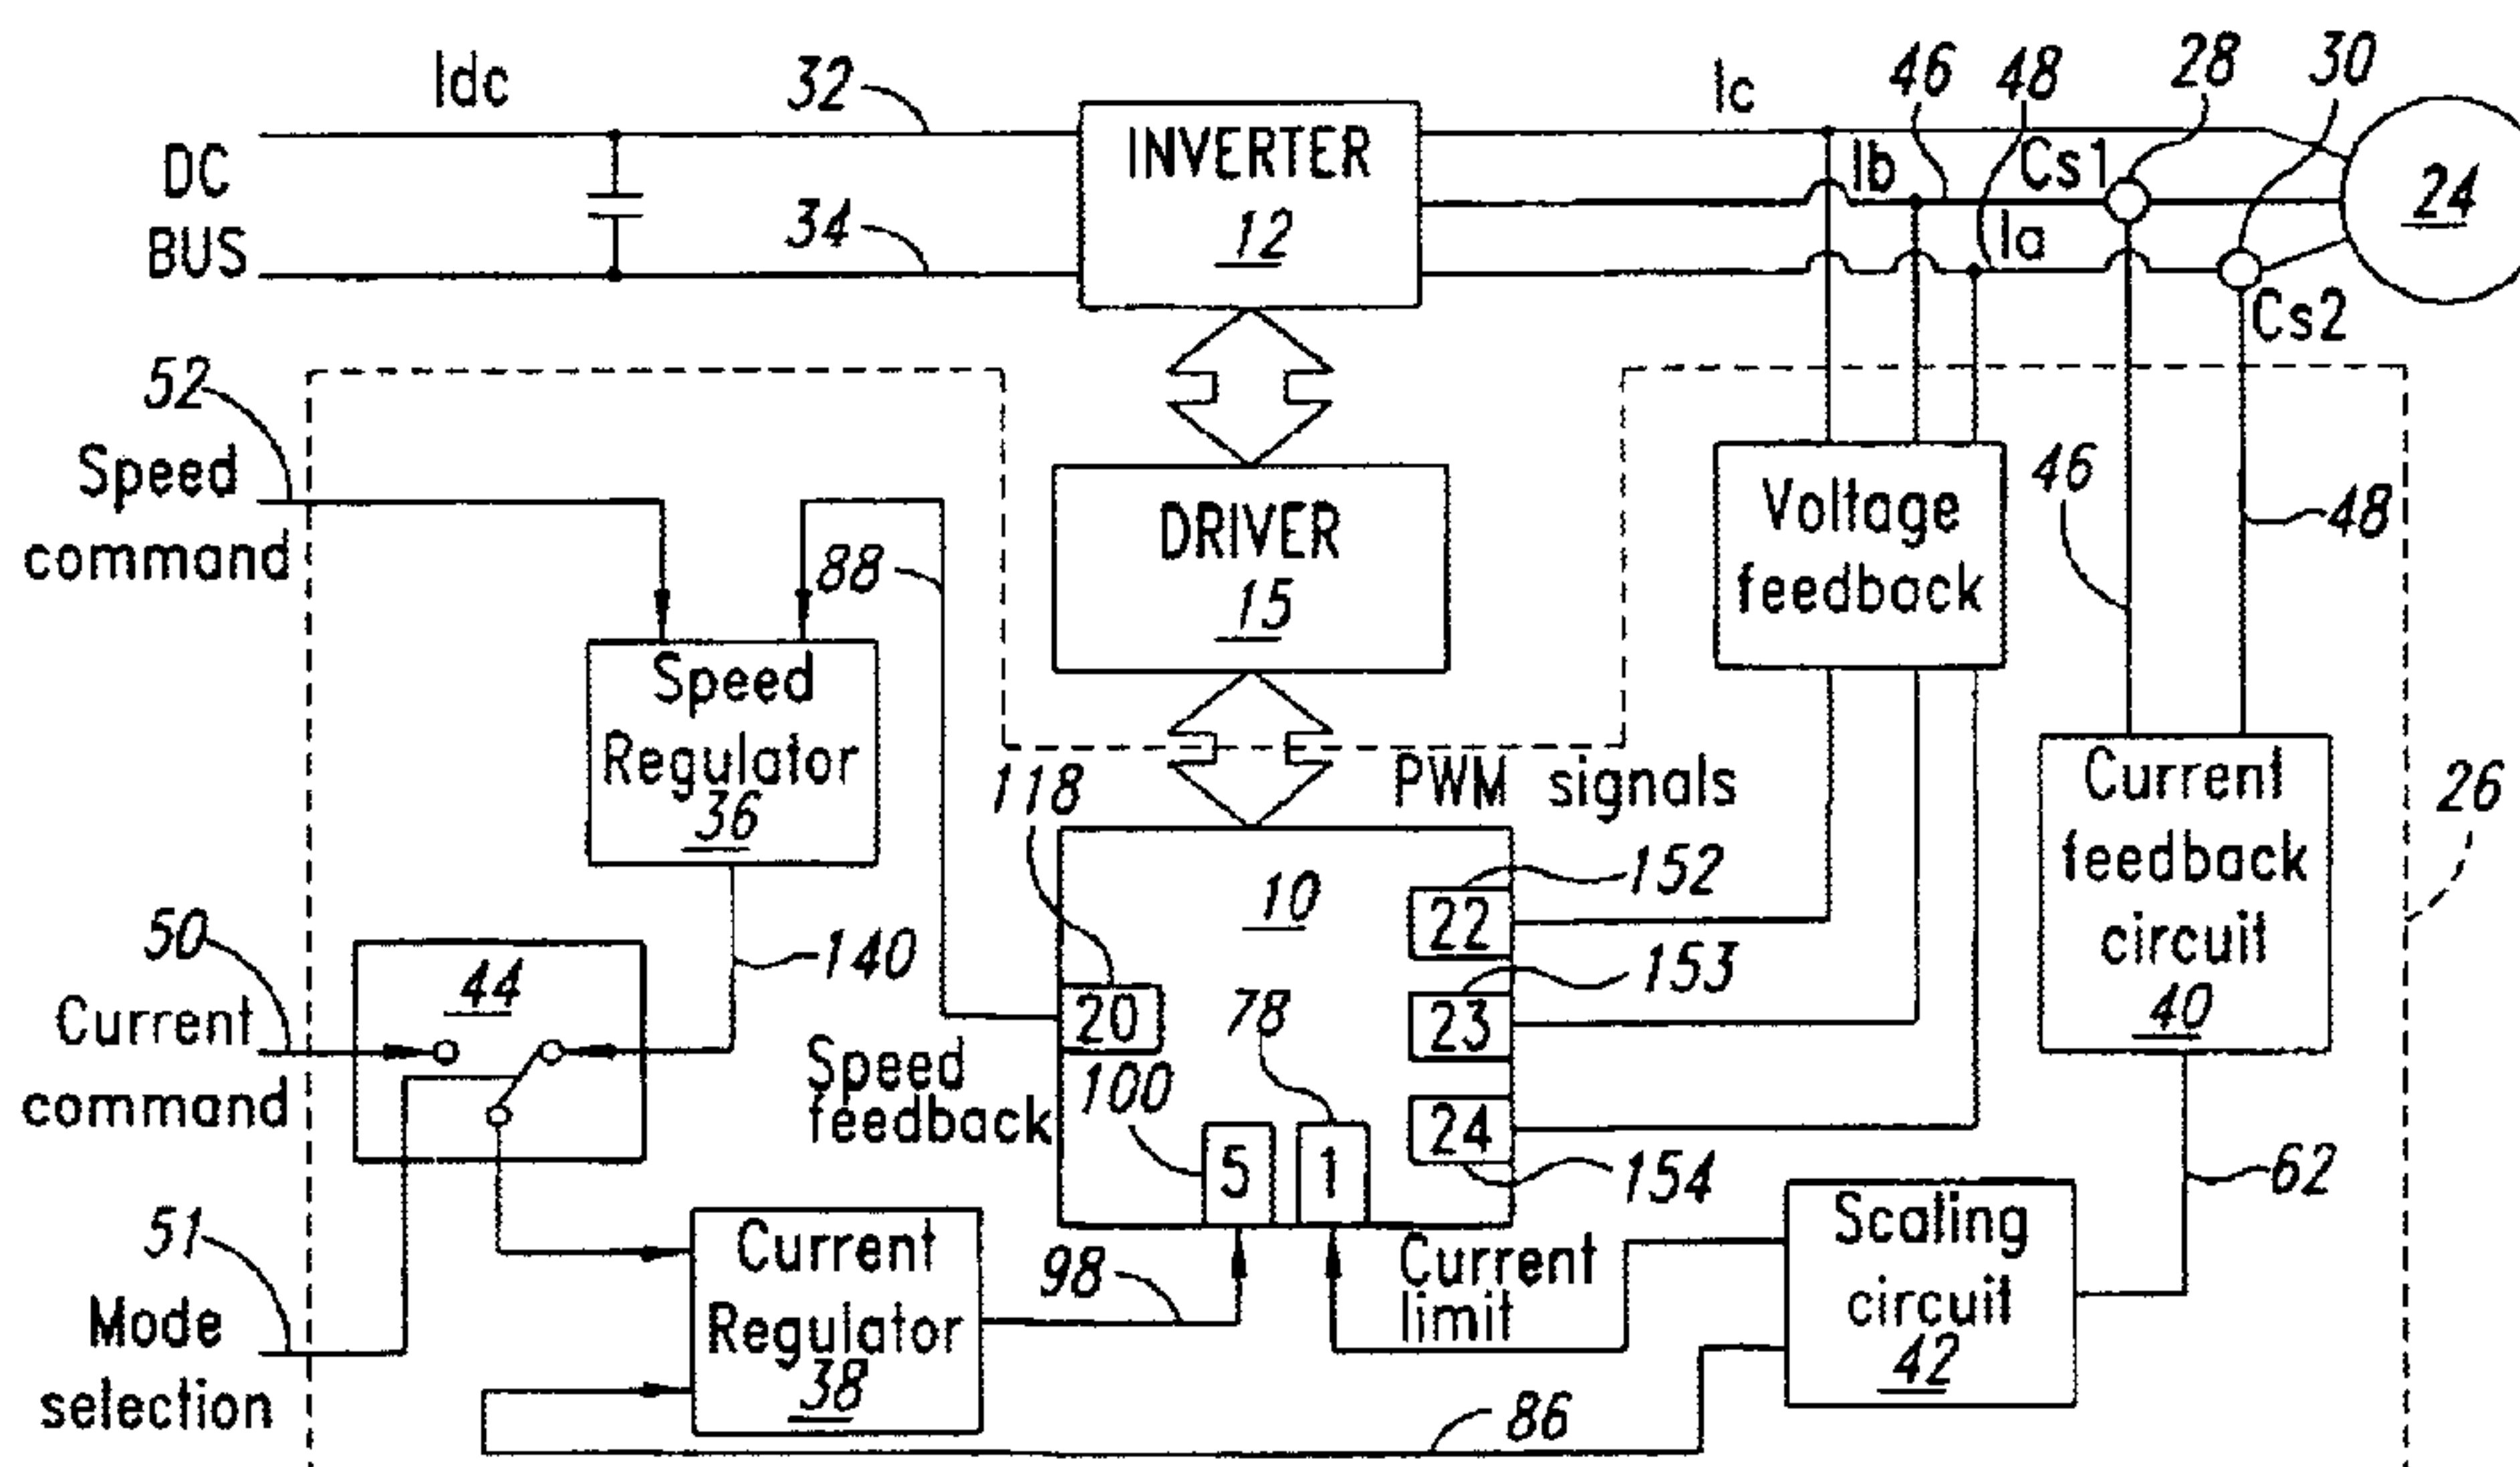 Idc
32
Ic
46
48
28
30
DC
BUS
INVERTER
12
Ib
Cs1
24
34
Ia
Cs2
52
Speed
command
88
DRIVER
15
Voltage
feedback
46
48
Speed
Regulator
36
118
PWM signals
Current
feedback
circuit
40
26
10
152
22
50
44
140
20
78
153
23
Current
command
Speed
feedback
100
5
1
24
154
62
51
Mode
selection
Current
Regulator
38
98
Current
limit
Scaling
circuit
42
86